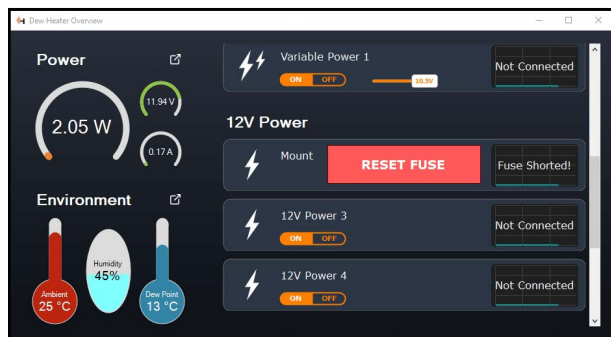 Dew Heater Overview
Power
2.05 W
11.94 V
0.17 A
Environment
Ambient
25 °C
Humidity
45%
Dew Point
13 °C
Variable Power 1
ON OFF
10.5V
Not Connected
12V Power
Mount
RESET FUSE
Fuse Shorted!
12V Power 3
ON OFF
Not Connected
12V Power 4
ON OFF
Not Connected